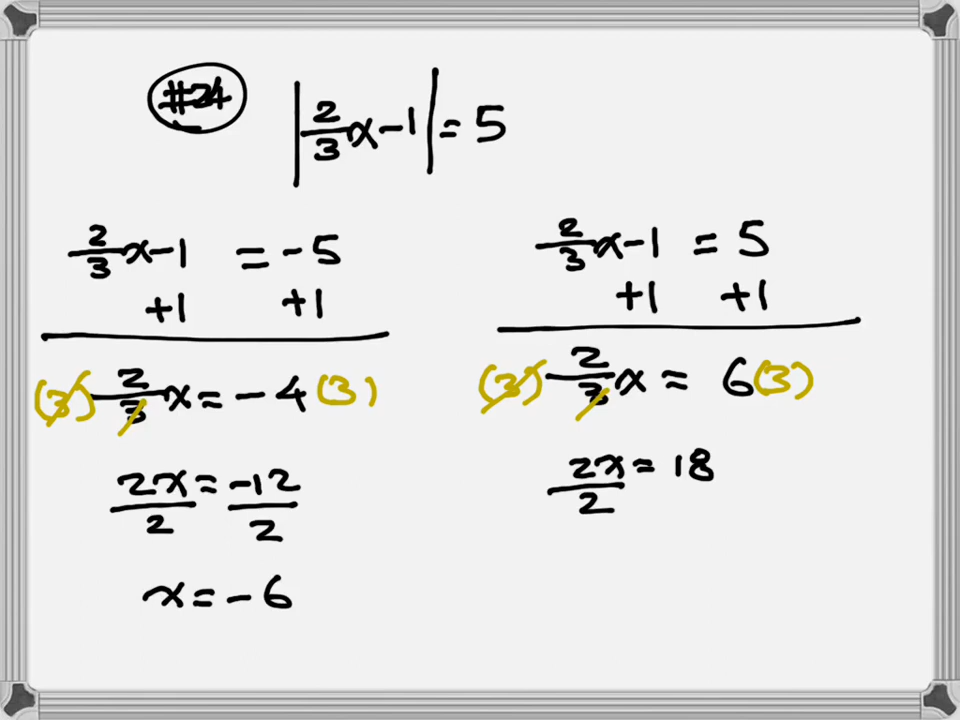 #24
|2/3x-1| = 5
2/3x-1 = -5
+1 +1
(3) 2/3x = -4(3)
2x/2 = -12/2
x = -6
2/3x-1 = 5
+1 +1
(3) 2/3x = 6(3)
2x/2 = 18